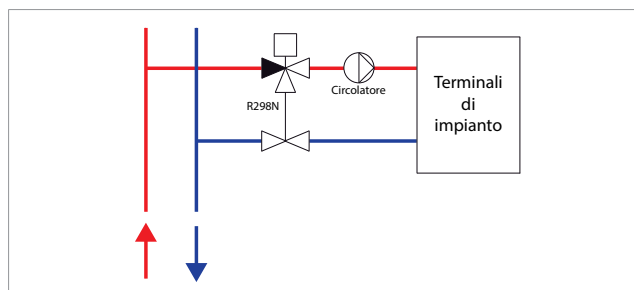 Circolatore
R298N
Terminali
di
impianto